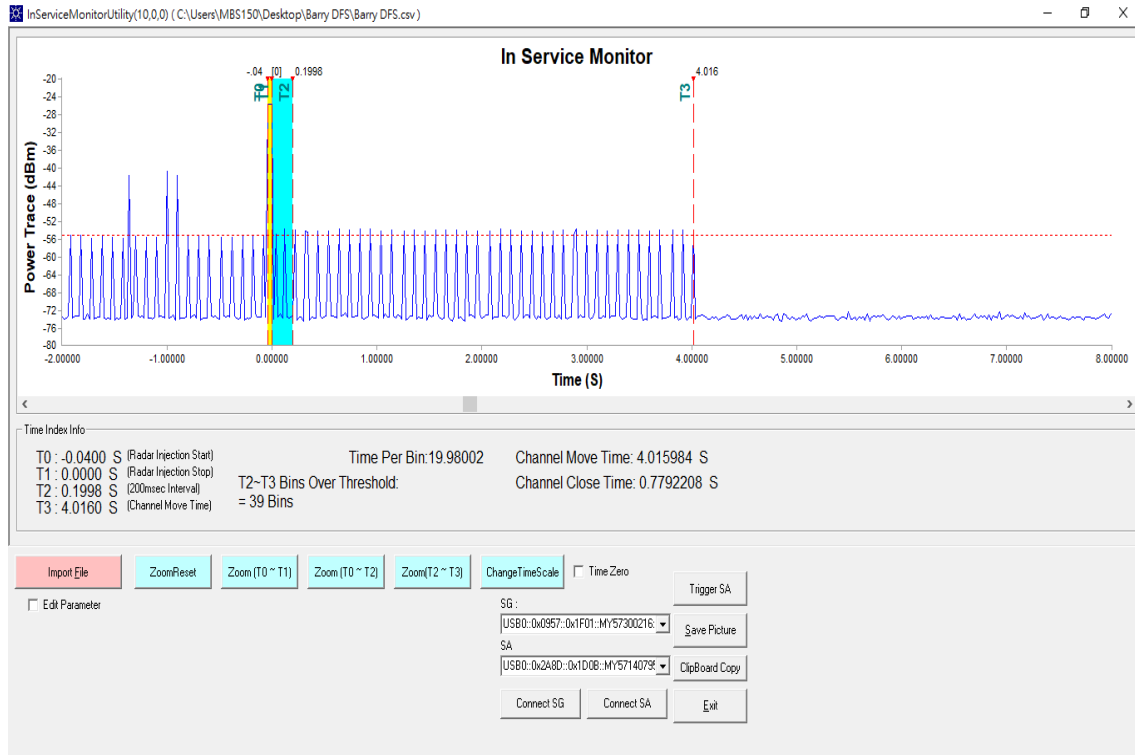 InServiceMonitorUtility(10,0,0) ( C:\Users\MBS150\Desktop\Barry DFS\Barry DFS.csv )
In Service Monitor
-.04 [0] 0.1998 4.016
T0 T1 T2 T3
Power Trace (dBm)
-20
-24
-28
-32
-36
-40
-44
-48
-52
-56
-60
-64
-68
-72
-76
-80
-2.00000 -1.00000 0.00000 1.00000 2.00000 3.00000 4.00000 5.00000 6.00000 7.00000 8.00000
Time (S)
Time Index Info
T0 : -0.0400 S (Radar Injection Start)
T1 : 0.0000 S (Radar Injection Stop)
T2 : 0.1998 S (200msec Interval)
T3 : 4.0160 S (Channel Move Time)
Time Per Bin:19.98002
T2~T3 Bins Over Threshold:
= 39 Bins
Channel Move Time: 4.015984 S
Channel Close Time: 0.7792208 S
Import File ZoomReset Zoom (T0 ~ T1) Zoom (T0 ~ T2) Zoom(T2 ~ T3) ChangeTimeScale Time Zero
Edit Parameter
Trigger SA
SG :
USB0::0x0957::0x1F01::MY57300216:
Save Picture
SA
USB0::0x2A8D::0x1D0B::MY5714079
ClipBoard Copy
Connect SG Connect SA Exit